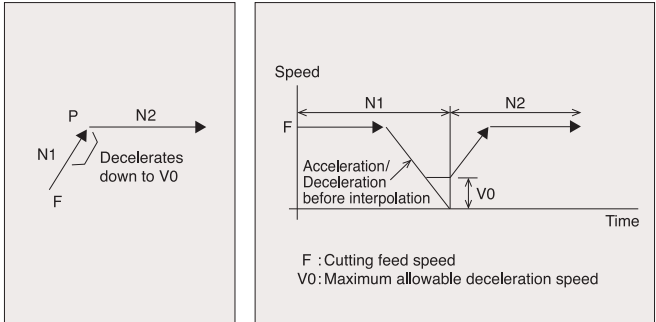 P
N2
N1
Decelerates
down to V0
F
Speed
N1
N2
F
Acceleration/
Deceleration
before interpolation
V0
Time
F :Cutting feed speed
V0:Maximum allowable deceleration speed